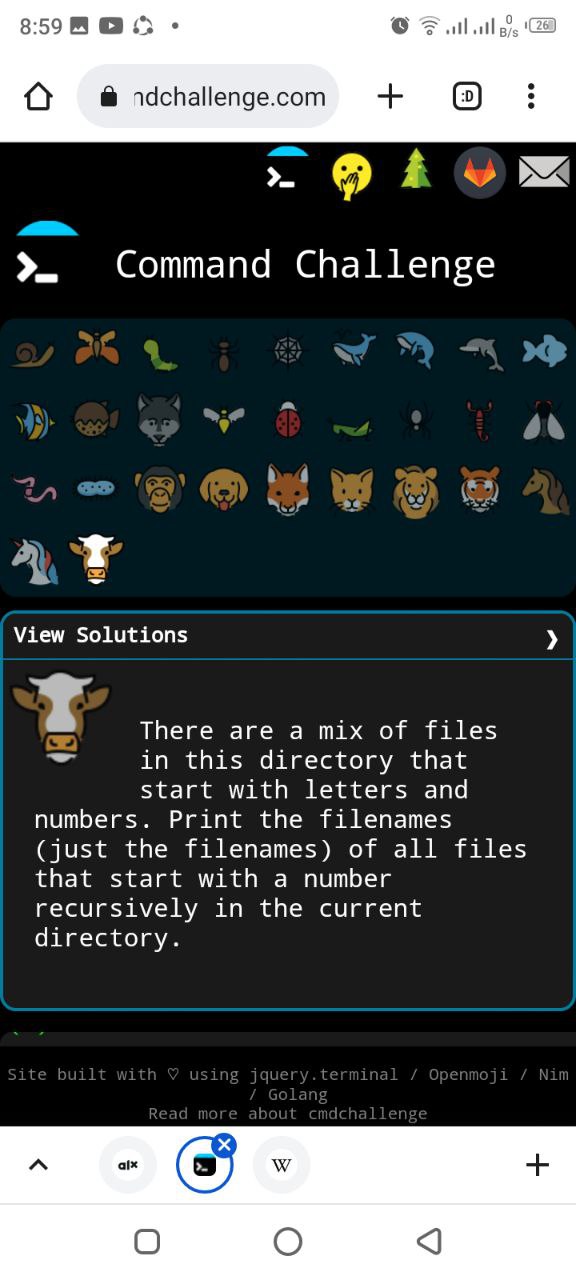 8:59
0
B/s
26
ndchallenge.com
:D
Command Challenge
View Solutions
There are a mix of files
in this directory that
start with letters and
numbers. Print the filenames
(just the filenames) of all files
that start with a number
recursively in the current
directory.
Site built with ♡ using jquery.terminal / Openmoji / Nim
/ Golang
Read more about cmdchallenge
alx
W